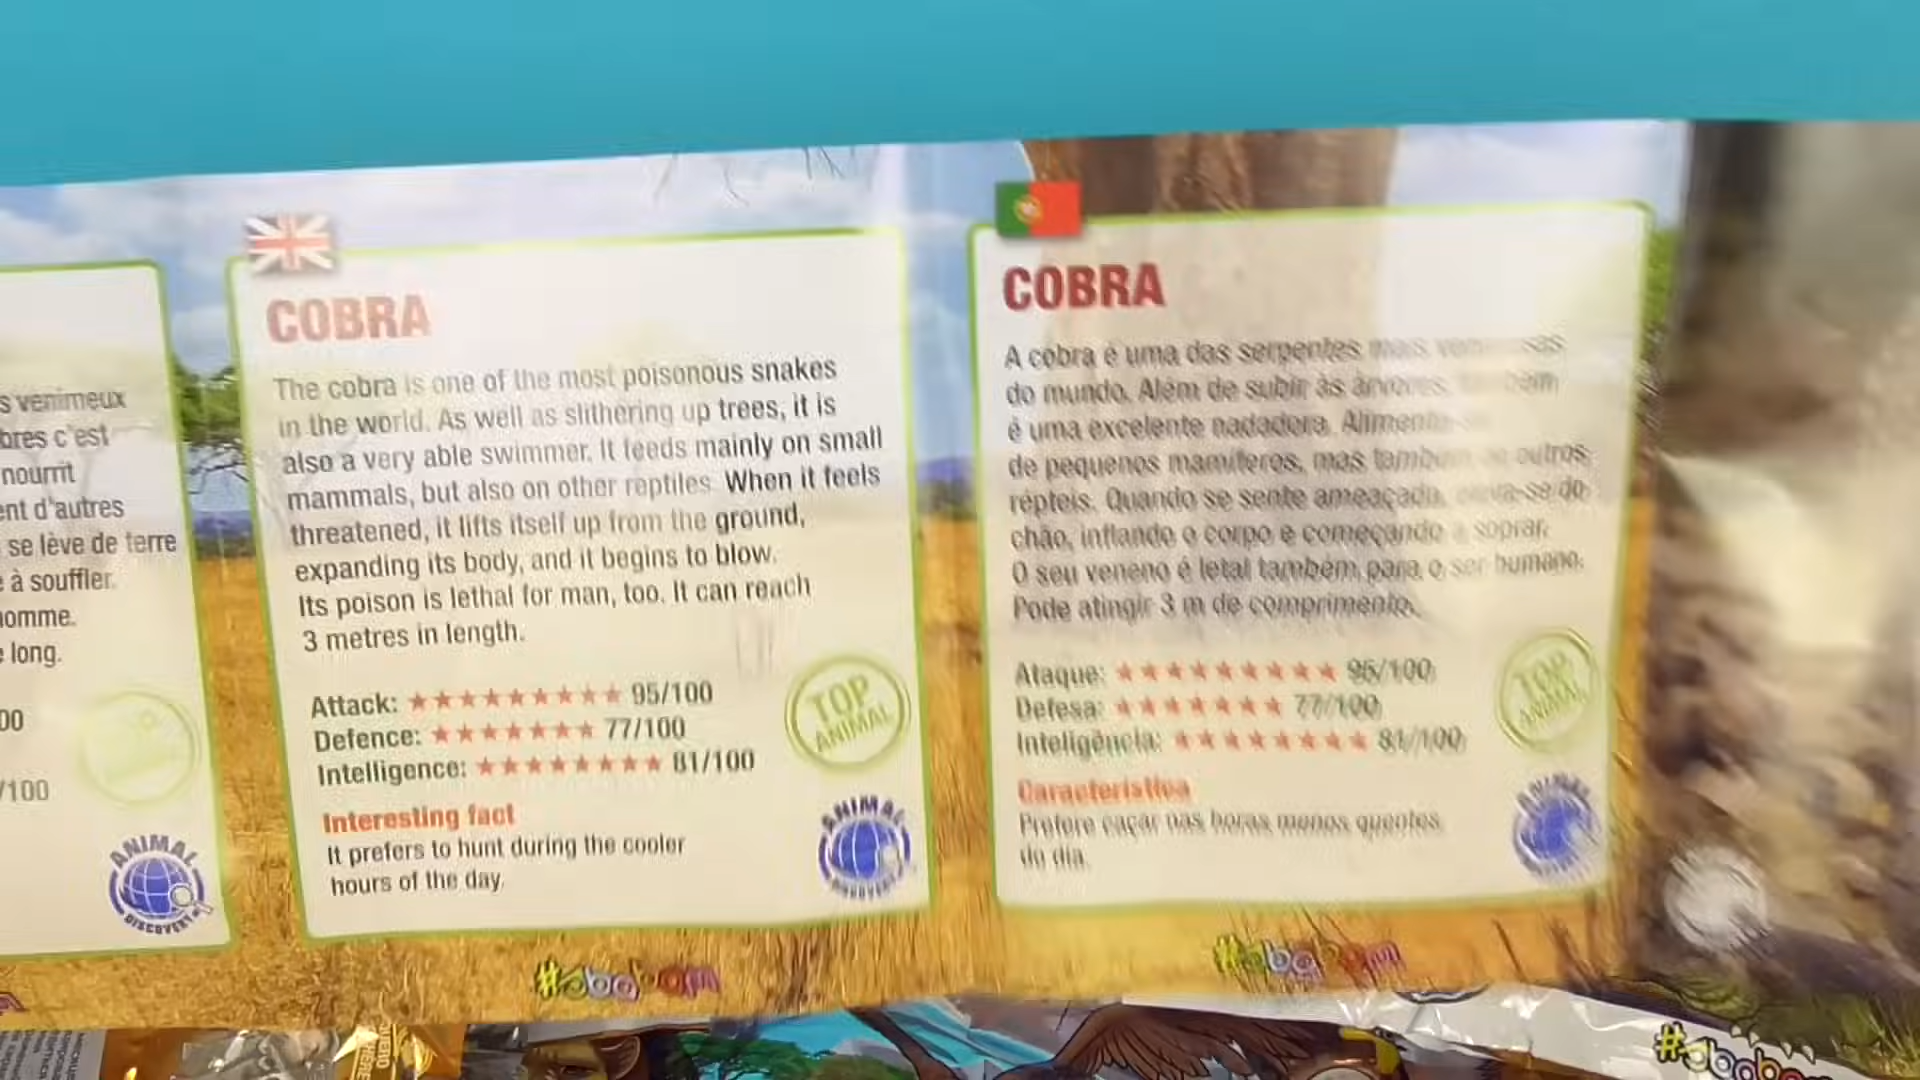 s venimeux
bres c'est
nourrit
ent d'autres
se lève de terre
à souffler.
homme.
long.
00
/100
ANIMAL
DISCOVERY
COBRA
The cobra is one of the most poisonous snakes
in the world. As well as slithering up trees, it is
also a very able swimmer. It feeds mainly on small
mammals, but also on other reptiles. When it feels
threatened, it lifts itself up from the ground,
expanding its body, and it begins to blow.
Its poison is lethal for man, too. It can reach
3 metres in length.
Attack: 95/100
Defence: 77/100
Intelligence: 81/100
TOP
ANIMAL
Interesting fact
It prefers to hunt during the cooler
hours of the day.
ANIMAL
DISCOVERY
#sbabam
COBRA
A cobra é uma das serpentes mais
do mundo. Além de subir às árvores,
é uma excelente nadadora.
de pequenos mamíferos, mas também outros
répteis. Quando se sente ameaçada, do
chão, inflando o corpo e começando a soprar.
O seu veneno é letal também para o ser humano.
Pode atingir 3 m de comprimento.
Ataque: 95/100
Defesa: 77/100
Inteligência: 81/100
TOP
ANIMAL
Característica
Prefere caçar nas horas menos quentes
do dia.
ANIMAL
#sbabam
#sbabam